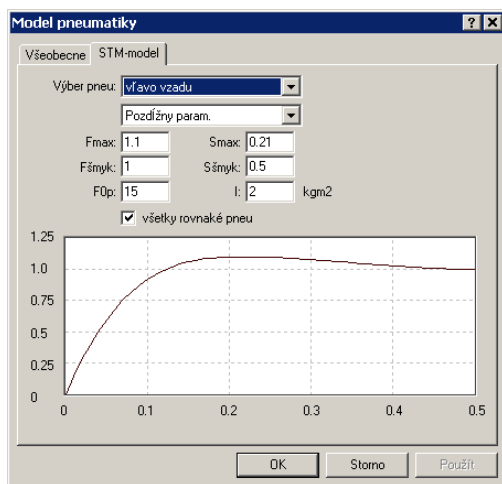 Model pneumatiky
Všeobecne STM-model
Výber pneu: vľavo vzadu
Pozdĺžny param.
Fmax: 1.1 Smax: 0.21
Fšmyk: 1 Sšmyk: 0.5
F0p: 15 I: 2 kgm2
všetky rovnaké pneu
1.25
1.0
0.75
0.5
0.25
0
0 0.1 0.2 0.3 0.4 0.5
OK Storno Použít